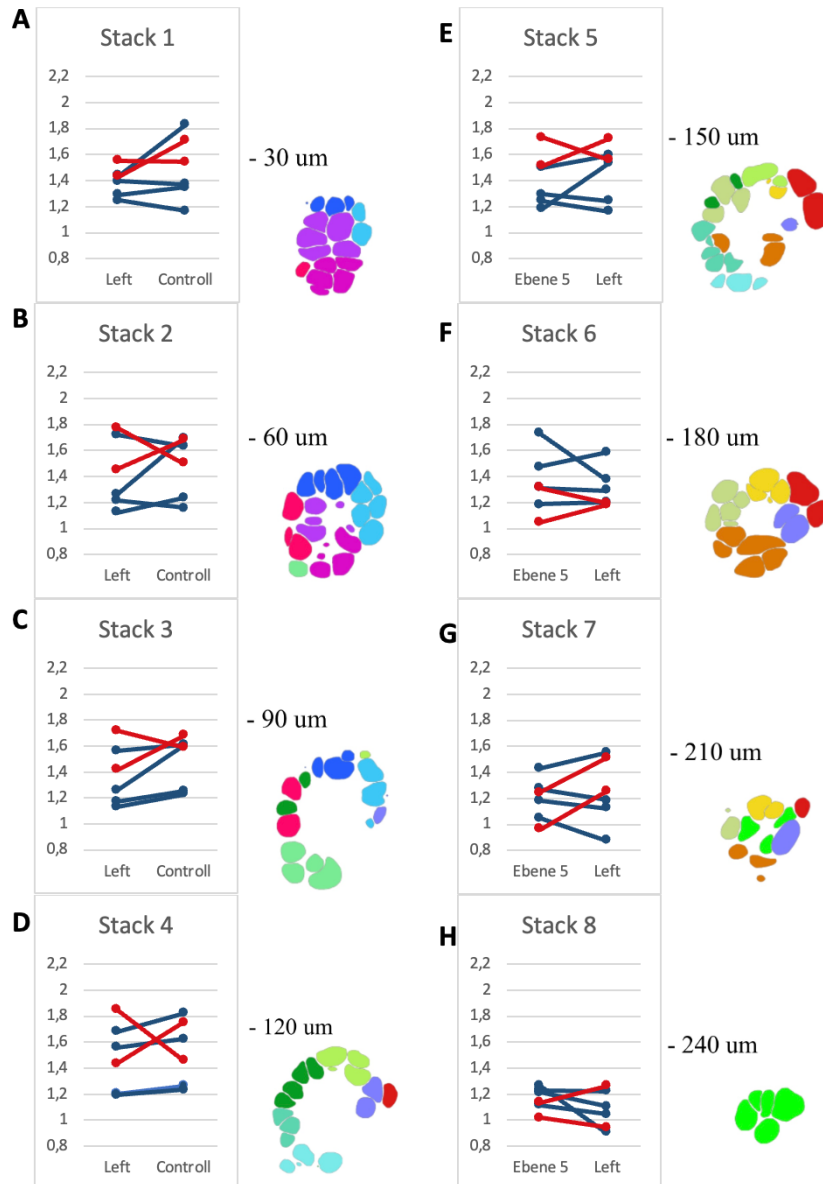 A
Stack 1
2,2
2
1,8
1,6
1,4
1,2
1
0,8
Left Controll
- 30 um
B
Stack 2
2,2
2
1,8
1,6
1,4
1,2
1
0,8
Left Controll
- 60 um
C
Stack 3
2,2
2
1,8
1,6
1,4
1,2
1
0,8
Left Controll
- 90 um
D
Stack 4
2,2
2
1,8
1,6
1,4
1,2
1
0,8
Left Controll
- 120 um
E
Stack 5
2,2
2
1,8
1,6
1,4
1,2
1
0,8
Ebene 5 Left
- 150 um
F
Stack 6
2,2
2
1,8
1,6
1,4
1,2
1
0,8
Ebene 5 Left
- 180 um
G
Stack 7
2,2
2
1,8
1,6
1,4
1,2
1
0,8
Ebene 5 Left
- 210 um
H
Stack 8
2,2
2
1,8
1,6
1,4
1,2
1
0,8
Ebene 5 Left
- 240 um